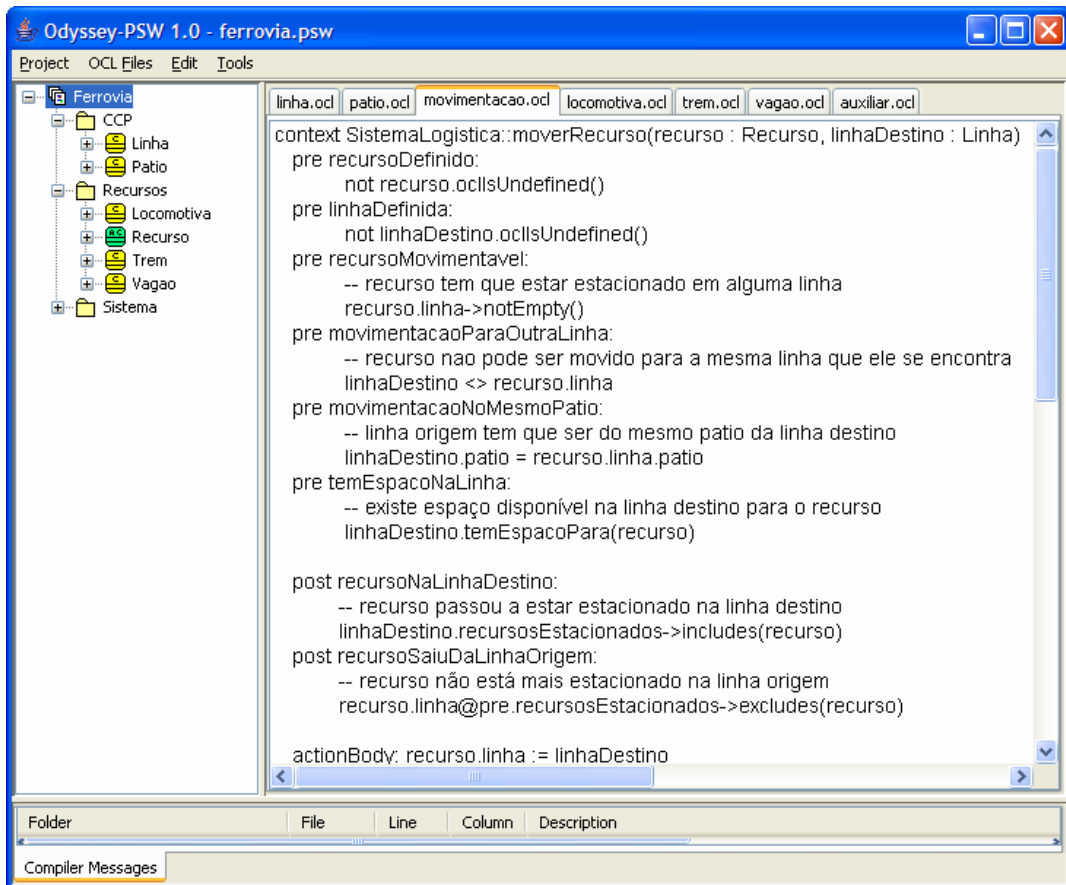 Odyssey-PSW 1.0 - ferrovia.psw
Project OCL Files Edit Tools
Ferrovia
CCP
Linha
Patio
Recursos
Locomotiva
Recurso
Trem
Vagao
Sistema
linha.ocl patio.ocl movimentacao.ocl locomotiva.ocl trem.ocl vagao.ocl auxiliar.ocl
context SistemaLogistica::moverRecurso(recurso : Recurso, linhaDestino : Linha)
pre recursoDefinido:
not recurso.oclIsUndefined()
pre linhaDefinida:
not linhaDestino.oclIsUndefined()
pre recursoMovimentavel:
-- recurso tem que estar estacionado em alguma linha
recurso.linha->notEmpty()
pre movimentacaoParaOutraLinha:
-- recurso nao pode ser movido para a mesma linha que ele se encontra
linhaDestino <> recurso.linha
pre movimentacaoNoMesmoPatio:
-- linha origem tem que ser do mesmo patio da linha destino
linhaDestino.patio = recurso.linha.patio
pre temEspacoNaLinha:
-- existe espaço disponível na linha destino para o recurso
linhaDestino.temEspacoPara(recurso)
post recursoNaLinhaDestino:
-- recurso passou a estar estacionado na linha destino
linhaDestino.recursosEstacionados->includes(recurso)
post recursoSaiuDaLinhaOrigem:
-- recurso não está mais estacionado na linha origem
recurso.linha@pre.recursosEstacionados->excludes(recurso)
actionBody: recurso.linha := linhaDestino
Folder File Line Column Description
Compiler Messages